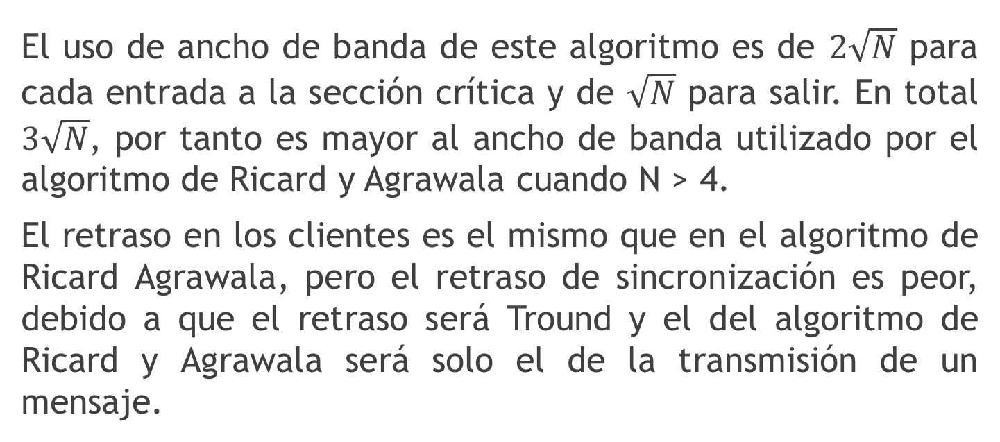 El uso de ancho de banda de este algoritmo es de 2√N para
cada entrada a la sección crítica y de √N para salir. En total
3√N, por tanto es mayor al ancho de banda utilizado por el
algoritmo de Ricard y Agrawala cuando N > 4.
El retraso en los clientes es el mismo que en el algoritmo de
Ricard Agrawala, pero el retraso de sincronización es peor,
debido a que el retraso será Tround y el del algoritmo de
Ricard y Agrawala será solo el de la transmisión de un
mensaje.